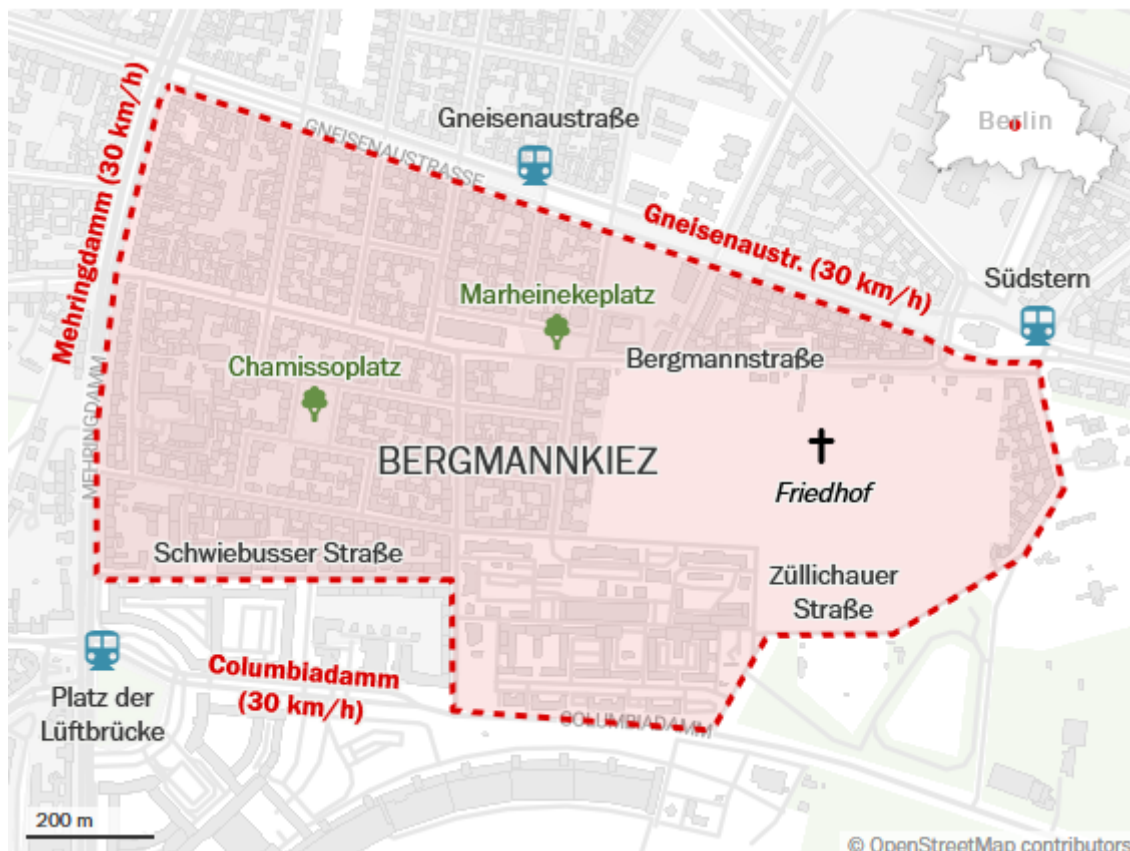 Mehringdamm (30 km/h)
GNEISENAUSTRASSE
Gneisenaustraße
Berlin
Gneisenaustr. (30 km/h)
Südstern
Marheinekeplatz
Bergmannstraße
Chamissoplatz
MEHRINGDAMM
BERGMANNKIEZ
Friedhof
Schwiebusser Straße
Züllichauer
Straße
Columbiadamm
(30 km/h)
Platz der
Lüftbrücke
COLUMBIADAMM
200 m
© OpenStreetMap contributors